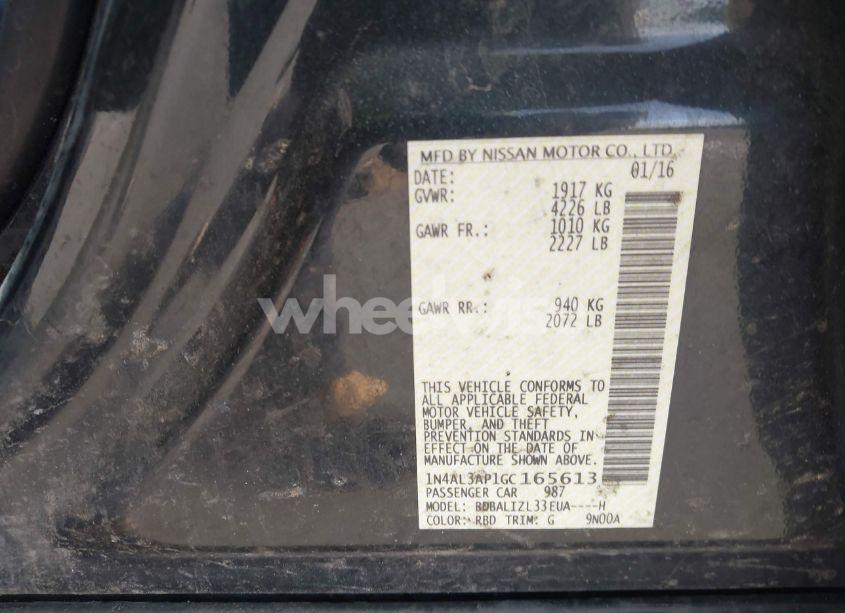 MFD BY NISSAN MOTOR CO., LTD.
DATE: 01/16
GVWR: 1917 KG
4226 LB
GAWR FR.: 1010 KG
2227 LB
GAWR RR.: 940 KG
2072 LB
THIS VEHICLE CONFORMS TO
ALL APPLICABLE FEDERAL
MOTOR VEHICLE SAFETY,
BUMPER, AND THEFT
PREVENTION STANDARDS IN
EFFECT ON THE DATE OF
MANUFACTURE SHOWN ABOVE.
1N4AL3AP1GC165613
PASSENGER CAR 987
MODEL: BDBALIZL33EUA----H
COLOR: RBD TRIM: G 9N00A